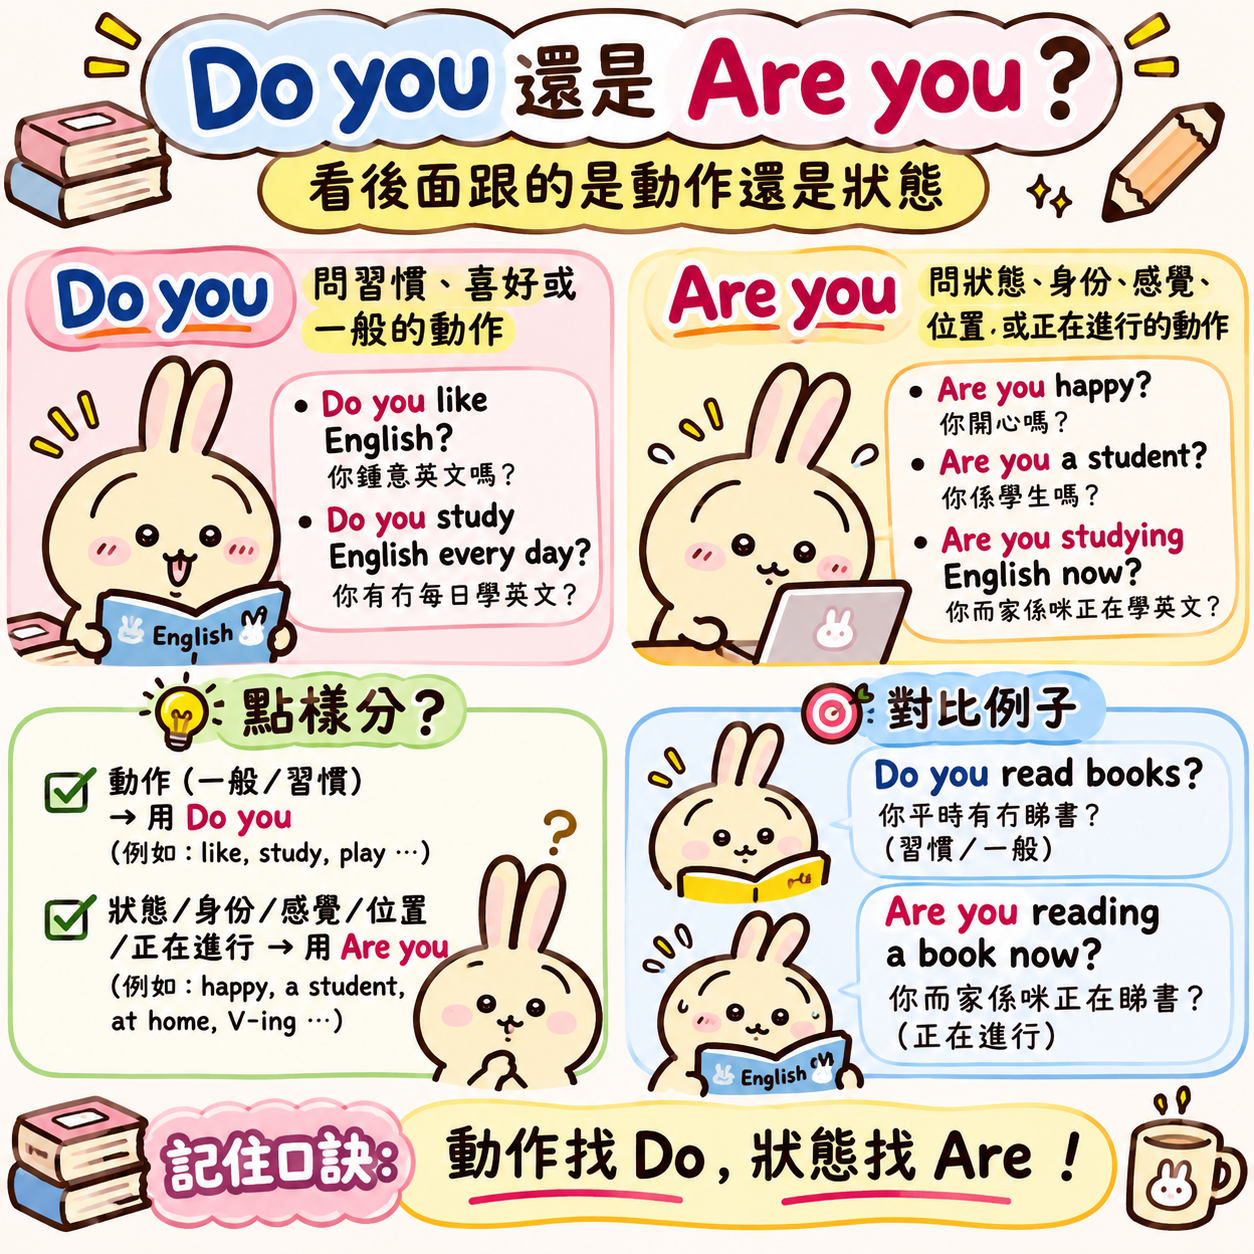 Do you 還是 Are you?
看後面跟的是動作還是狀態
Do you
問習慣、喜好或
一般的動作
• Do you like
English?
你鍾意英文嗎？
• Do you study
English every day?
你有冇每日學英文？
English
Are you
問狀態、身份、感覺、
位置，或正在進行的動作
• Are you happy?
你開心嗎？
• Are you a student?
你係學生嗎？
• Are you studying
English now?
你而家係咪正在學英文？
點樣分？
動作（一般／習慣）
→ 用 Do you
（例如：like, study, play …）
狀態／身份／感覺／位置
／正在進行 → 用 Are you
（例如：happy, a student,
at home, V-ing …）
?
對比例子
Do you read books?
你平時有冇睇書？
（習慣／一般）
Are you reading
a book now?
你而家係咪正在睇書？
（正在進行）
English
記住口訣：
動作找 Do，狀態找 Are！